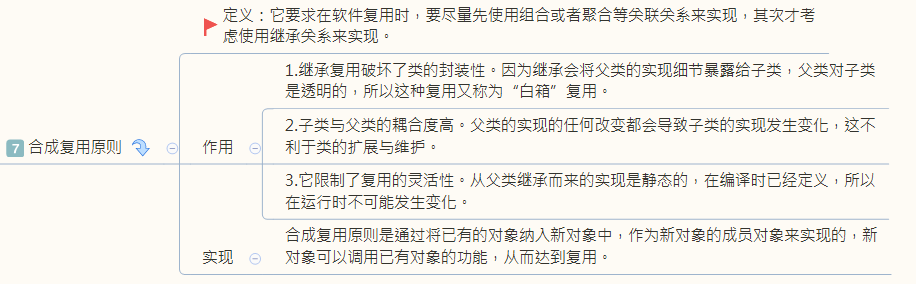 定义：它要求在软件复用时，要尽量先使用组合或者聚合等关联关系来实现，其次才考
虑使用继承关系来实现。
1.继承复用破坏了类的封装性。因为继承会将父类的实现细节暴露给子类，父类对子类
是透明的，所以这种复用又称为“白箱”复用。
7 合成复用原则
作用
2.子类与父类的耦合度高。父类的实现的任何改变都会导致子类的实现发生变化，这不
利于类的扩展与维护。
3.它限制了复用的灵活性。从父类继承而来的实现是静态的，在编译时已经定义，所以
在运行时不可能发生变化。
实现
合成复用原则是通过将已有的对象纳入新对象中，作为新对象的成员对象来实现的，新
对象可以调用已有对象的功能，从而达到复用。